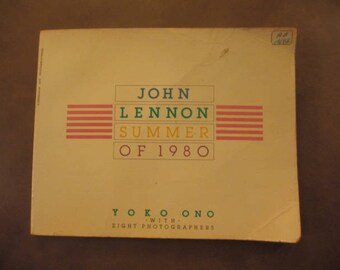 JOHN
LENNON
SUMMER
OF 1980
YOKO ONO
-WITH-
EIGHT PHOTOGRAPHERS